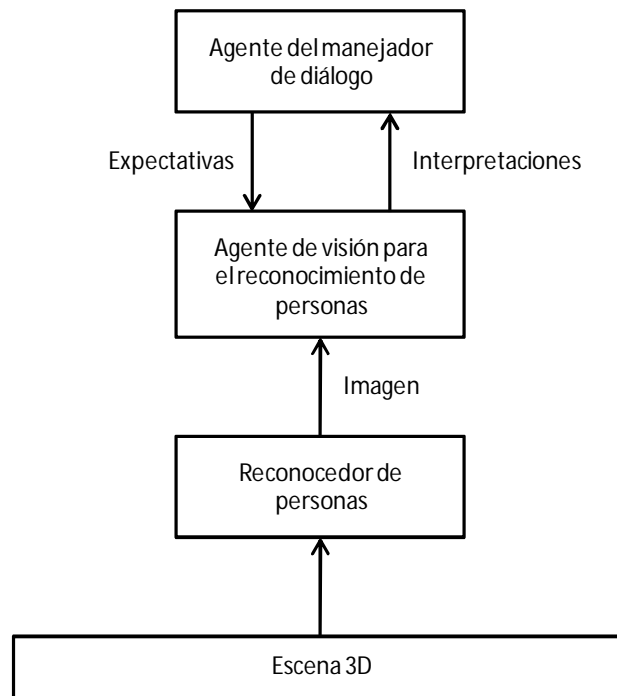 Agente del manejador
de diálogo
Expectativas
Interpretaciones
Agente de visión para
el reconocimiento de
personas
Imagen
Reconocedor de
personas
Escena 3D